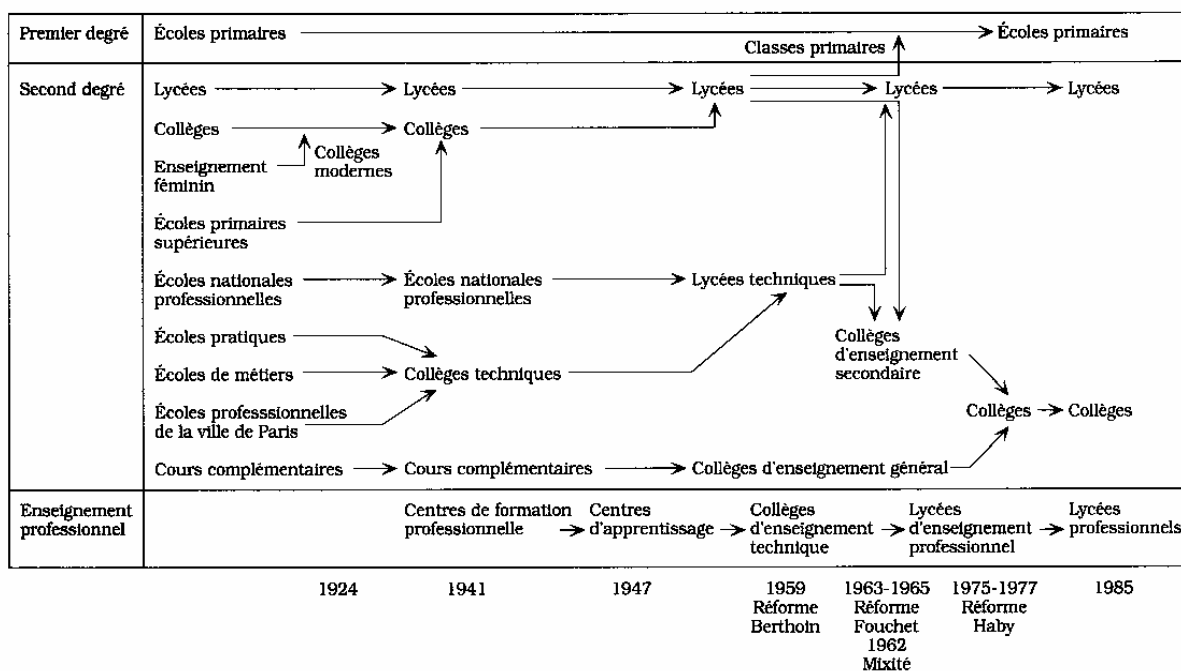 Premier degré
Écoles primaires
Écoles primaires
Classes primaires
Second degré
Lycées
Lycées
Lycées
Lycées
Lycées
Collèges
Collèges
Enseignement
féminin
Collèges
modernes
Écoles primaires
supérieures
Écoles nationales
professionnelles
Écoles nationales
professionnelles
Lycées techniques
Écoles pratiques
Collèges
d'enseignement
secondaire
Écoles de métiers
Collèges techniques
Écoles professsionnelles
de la ville de Paris
Collèges
Collèges
Cours complémentaires
Cours complémentaires
Collèges d'enseignement général
Enseignement
professionnel
Centres de formation
professionnelle
Centres
d'apprentissage
Collèges
d'enseignement
technique
Lycées
d'enseignement
professionnel
Lycées
professionnels
1924
1941
1947
1959
Réforme
Berthoin
1963-1965
Réforme
Fouchet
1962
Mixité
1975-1977
Réforme
Haby
1985